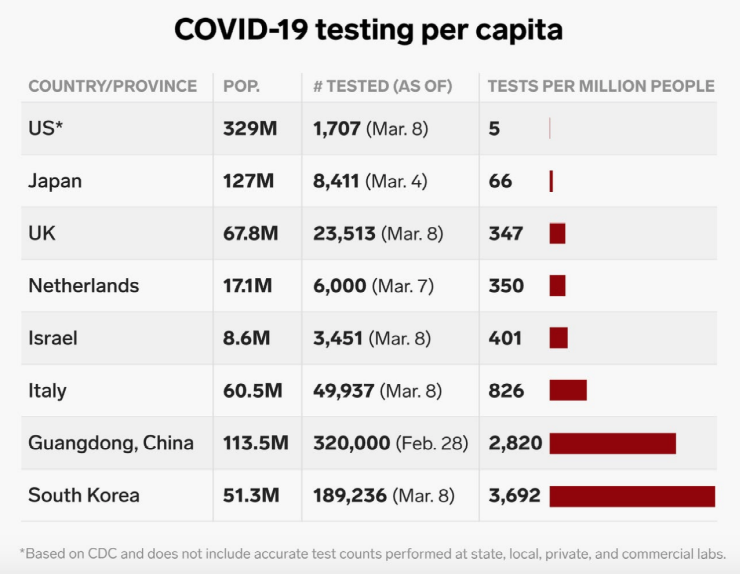 COVID-19 testing per capita
COUNTRY/PROVINCE POP. # TESTED (AS OF) TESTS PER MILLION PEOPLE
US* 329M 1,707 (Mar. 8) 5
Japan 127M 8,411 (Mar. 4) 66
UK 67.8M 23,513 (Mar. 8) 347
Netherlands 17.1M 6,000 (Mar. 7) 350
Israel 8.6M 3,451 (Mar. 8) 401
Italy 60.5M 49,937 (Mar. 8) 826
Guangdong, China 113.5M 320,000 (Feb. 28) 2,820
South Korea 51.3M 189,236 (Mar. 8) 3,692
*Based on CDC and does not include accurate test counts performed at state, local, private, and commercial labs.